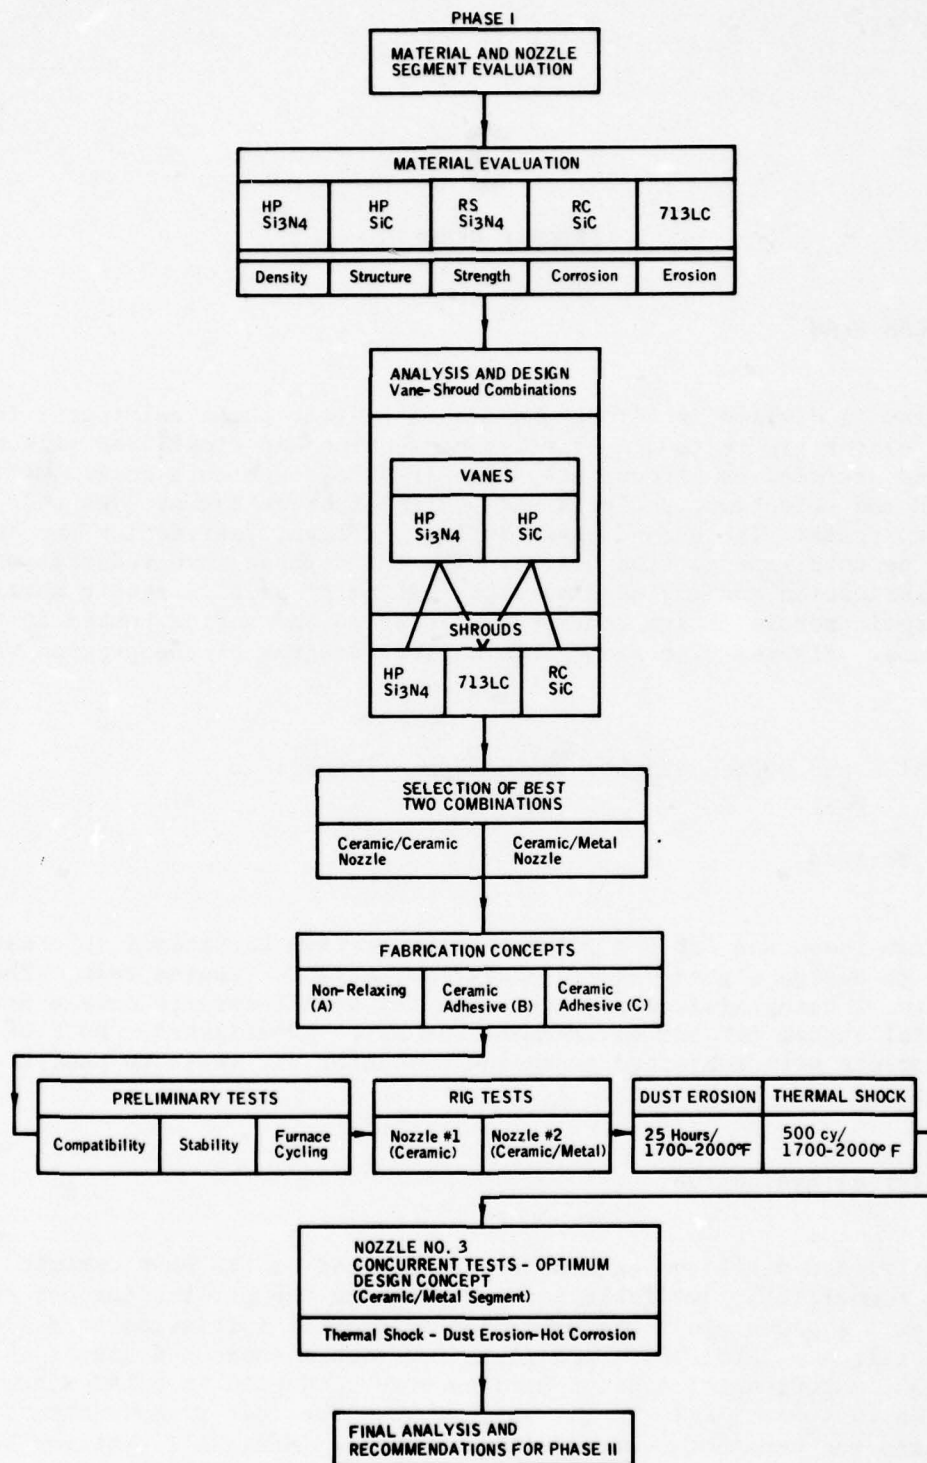 PHASE I
MATERIAL AND NOZZLE
SEGMENT EVALUATION
MATERIAL EVALUATION
HP
Si3N4
HP
SiC
RS
Si3N4
RC
SiC
713LC
Density
Structure
Strength
Corrosion
Erosion
ANALYSIS AND DESIGN
Vane-Shroud Combinations
VANES
HP
Si3N4
HP
SiC
SHROUDS
HP
Si3N4
713LC
RC
SiC
SELECTION OF BEST
TWO COMBINATIONS
Ceramic/Ceramic
Nozzle
Ceramic/Metal
Nozzle
FABRICATION CONCEPTS
Non-Relaxing
(A)
Ceramic
Adhesive (B)
Ceramic
Adhesive (C)
PRELIMINARY TESTS
Compatibility
Stability
Furnace
Cycling
RIG TESTS
Nozzle #1
(Ceramic)
Nozzle #2
(Ceramic/Metal)
DUST EROSION
25 Hours/
1700-2000°F
THERMAL SHOCK
500 cy/
1700-2000° F
NOZZLE NO. 3
CONCURRENT TESTS - OPTIMUM
DESIGN CONCEPT
(Ceramic/Metal Segment)
Thermal Shock - Dust Erosion-Hot Corrosion
FINAL ANALYSIS AND
RECOMMENDATIONS FOR PHASE II